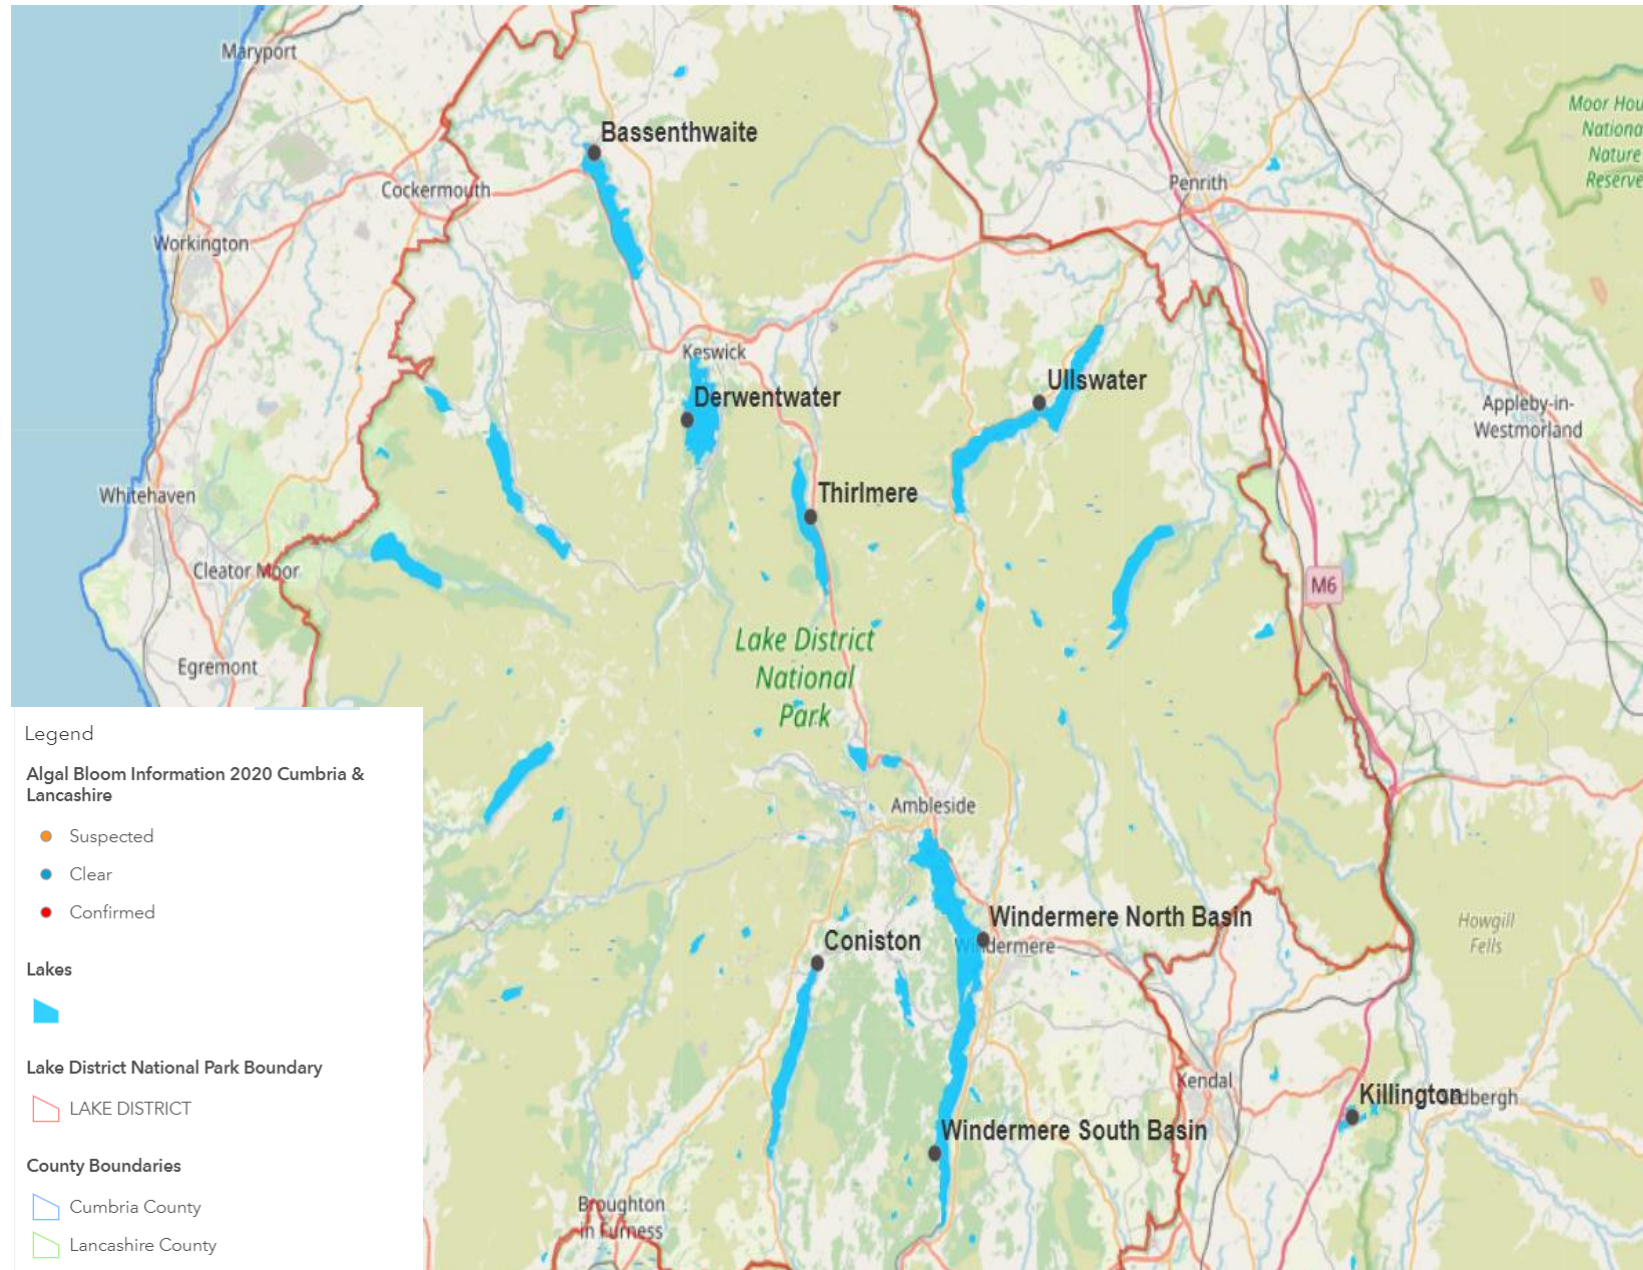 Maryport
Bassenthwaite
Moor Hou
Nationa
Nature
Reserve
Cockermouth
Penrith
Workington
Keswick
Ullswater
Derwentwater
Appleby-in-
Westmorland
Whitehaven
Thirlmere
Cleator Moor
M6
Lake District
National
Park
Egremont
Ambleside
Windermere North Basin
Windermere
Coniston
Howgill
Fells
Kendal
Killington
dbergh
Windermere South Basin
Broughton
in Furness
Legend
Algal Bloom Information 2020 Cumbria &
Lancashire
Suspected
Clear
Confirmed
Lakes
Lake District National Park Boundary
LAKE DISTRICT
County Boundaries
Cumbria County
Lancashire County